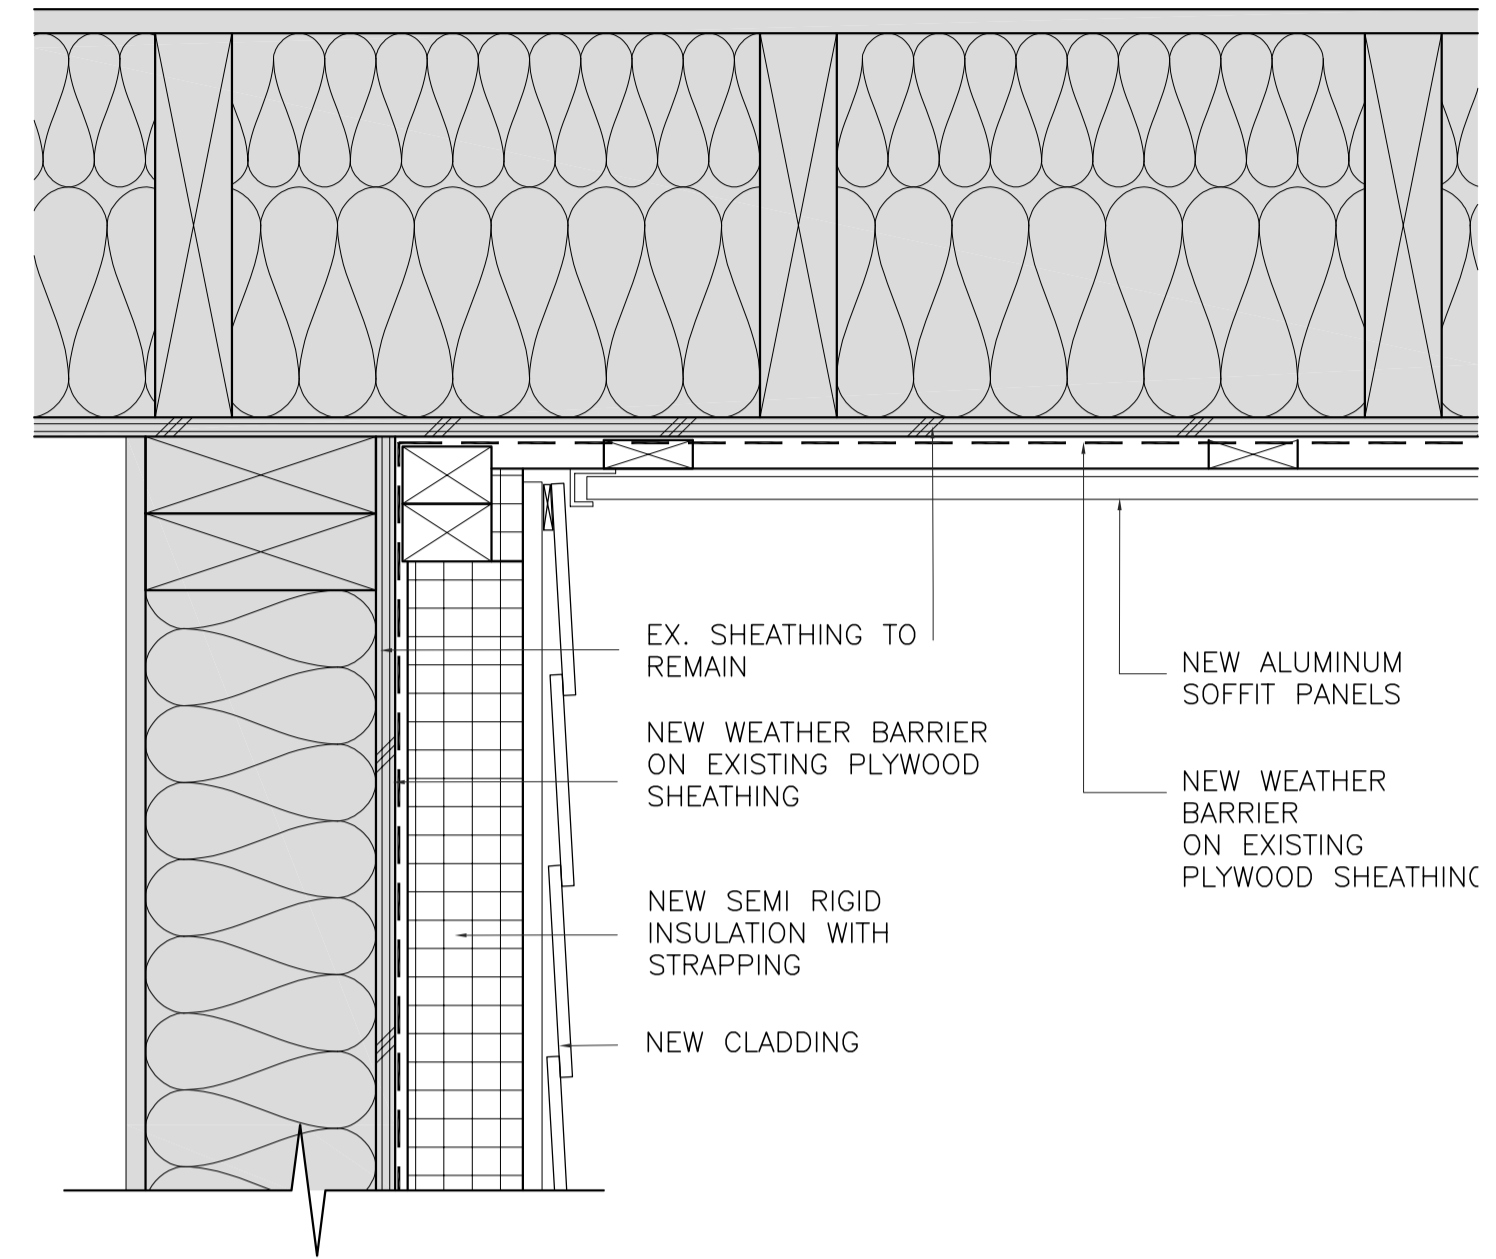 EX. SHEATHING TO
REMAIN
NEW WEATHER BARRIER
ON EXISTING PLYWOOD
SHEATHING
NEW SEMI RIGID
INSULATION WITH
STRAPPING
NEW CLADDING
NEW ALUMINUM
SOFFIT PANELS
NEW WEATHER
BARRIER
ON EXISTING
PLYWOOD SHEATHING